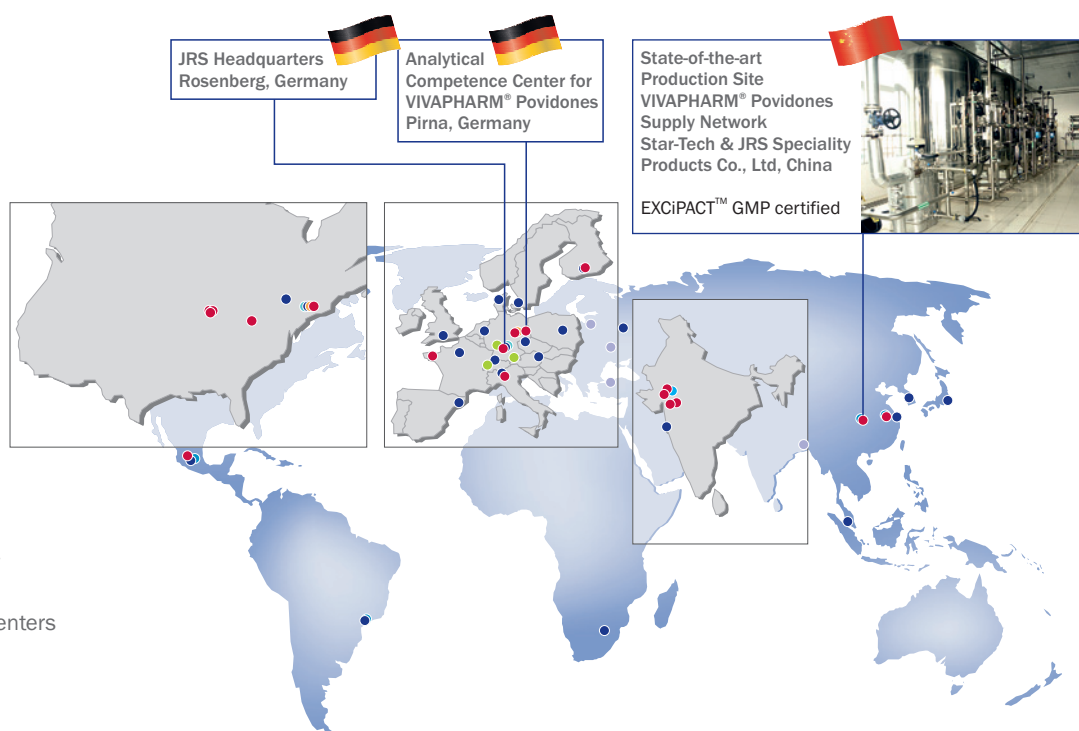 JRS Headquarters
Rosenberg, Germany
Analytical
Competence Center for
VIVAPHARM® Povidones
Pirna, Germany
State-of-the-art
Production Site
VIVAPHARM® Povidones
Supply Network
Star-Tech & JRS Speciality
Products Co., Ltd, China
EXCiPACT™ GMP certified
enters